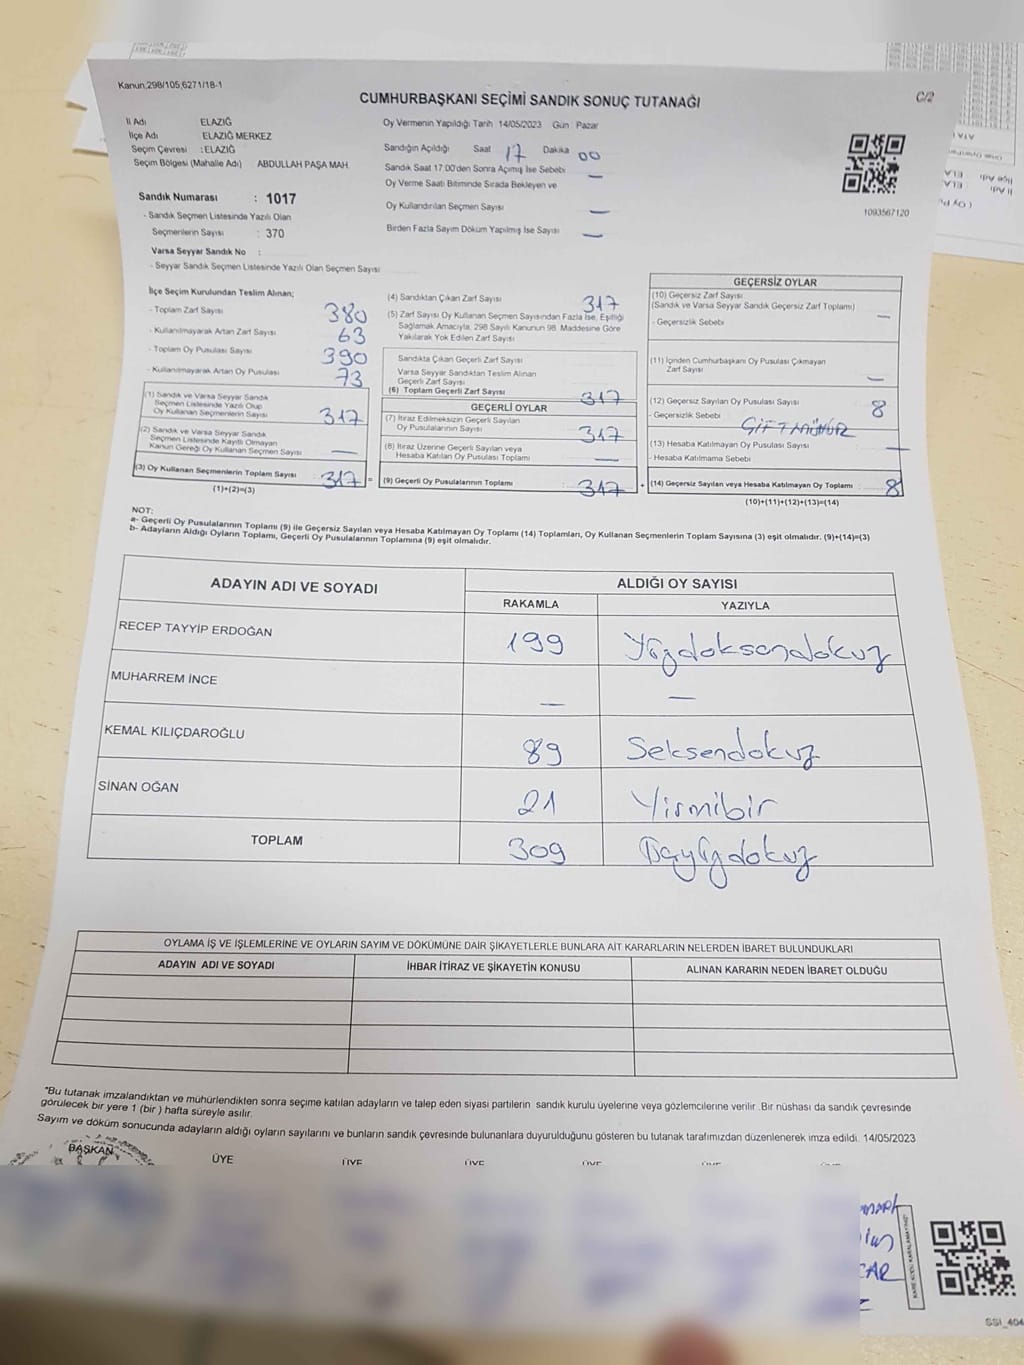 Kanun,298/105,6271/18-1
CUMHURBAŞKANI SEÇİMİ SANDIK SONUÇ TUTANAĞI
C/2
İl Adı ELAZIĞ
İlçe Adı ELAZIĞ MERKEZ
Seçim Çevresi : ELAZIĞ
Seçim Bölgesi (Mahalle Adı) ABDULLAH PAŞA MAH.
Sandık Numarası : 1017
- Sandık Seçmen Listesinde Yazılı Olan
Seçmenlerin Sayısı : 370
Varsa Seyyar Sandık No :
- Seyyar Sandık Seçmen Listesinde Yazılı Olan Seçmen Sayısı
Oy Vermenin Yapıldığı Tarih 14/05/2023 Gün Pazar
Sandığın Açıldığı Saat 17 Dakika 00
Sandık Saat 17:00'den Sonra Açımış İse Sebebi —
Oy Verme Saati Bitiminde Sırada Bekleyen ve
Oy Kullandırılan Seçmen Sayısı —
Birden Fazla Sayım Döküm Yapılmış İse Sayısı —
1093567120
İlçe Seçim Kurulundan Teslim Alınan;
- Toplam Zarf Sayısı 380
- Kullanılmayarak Artan Zarf Sayısı 63
- Toplam Oy Pusulası Sayısı 390
- Kullanılmayarak Artan Oy Pusulası 73
(1) Sandık ve Varsa Seyyar Sandık
Seçmen Listesinde Yazılı Olup
Oy Kullanan Seçmenlerin Sayısı 317
(2) Sandık ve Varsa Seyyar Sandık
Seçmen Listesinde Kayıtlı Olmayan
Kanun Gereği Oy Kullanan Seçmen Sayısı —
(3) Oy Kullanan Seçmenlerin Toplam Sayısı : 317 =
(1)+(2)=(3)
(4) Sandıktan Çıkan Zarf Sayısı 317
(5) Zarf Sayısı Oy Kullanan Seçmen Sayısından Fazla İse, Eşitliği
Sağlamak Amacıyla, 298 Sayılı Kanunun 98. Maddesine Göre
Yakılarak Yok Edilen Zarf Sayısı
Sandıkta Çıkan Geçerli Zarf Sayısı
Varsa Seyyar Sandıktan Teslim Alınan
Geçerli Zarf Sayısı
(6) Toplam Geçerli Zarf Sayısı 317
GEÇERLİ OYLAR
(7) İtiraz Edilmeksizin Geçerli Sayılan
Oy Pusulalarının Sayısı : 317
(8) İtiraz Üzerine Geçerli Sayılan veya
Hesaba Katılan Oy Pusulası Toplamı : —
(9) Geçerli Oy Pusulalarının Toplamı : 317 +
GEÇERSİZ OYLAR
(10) Geçersiz Zarf Sayısı
(Sandık ve Varsa Seyyar Sandık Geçersiz Zarf Toplamı)
- Geçersizlik Sebebi —
(11) İçinden Cumhurbaşkanı Oy Pusulası Çıkmayan
Zarf Sayısı —
(12) Geçersiz Sayılan Oy Pusulası Sayısı 8
- Geçersizlik Sebebi ÇİFT MÜHÜR
(13) Hesaba Katılmayan Oy Pusulası Sayısı —
- Hesaba Katılmama Sebebi
(14) Geçersiz Sayılan veya Hesaba Katılmayan Oy Toplamı : 8
(10)+(11)+(12)+(13)=(14)
NOT:
a- Geçerli Oy Pusulalarının Toplamı (9) ile Geçersiz Sayılan veya Hesaba Katılmayan Oy Toplamı (14) Toplamları, Oy Kullanan Seçmenlerin Toplam Sayısına (3) eşit olmalıdır. (9)+(14)=(3)
b- Adayların Aldığı Oyların Toplamı, Geçerli Oy Pusulalarının Toplamına (9) eşit olmalıdır.
ADAYIN ADI VE SOYADI ALDIĞI OY SAYISI
RAKAMLA YAZIYLA
RECEP TAYYİP ERDOĞAN 199 Yüzdoksandokuz
MUHARREM İNCE — —
KEMAL KILIÇDAROĞLU 89 Seksendokuz
SİNAN OĞAN 21 Yirmibir
TOPLAM 309 Üçyüzdokuz
OYLAMA İŞ VE İŞLEMLERİNE VE OYLARIN SAYIM VE DÖKÜMÜNE DAİR ŞİKAYETLERLE BUNLARA AİT KARARLARIN NELERDEN İBARET BULUNDUKLARI
ADAYIN ADI VE SOYADI İHBAR İTİRAZ VE ŞİKAYETİN KONUSU ALINAN KARARIN NEDEN İBARET OLDUĞU
"Bu tutanak imzalandıktan ve mühürlendikten sonra seçime katılan adayların ve talep eden siyasi partilerin sandık kurulu üyelerine veya gözlemcilerine verilir .Bir nüshası da sandık çevresinde
görülecek bir yere 1 (bir ) hafta süreyle asılır.
Sayım ve döküm sonucunda adayların aldığı oyların sayılarını ve bunların sandık çevresinde bulunanlara duyurulduğunu gösteren bu tutanak tarafımızdan düzenlenerek imza edildi. 14/05/2023
BAŞKAN ÜYE ÜYE ÜYE ÜYE ÜYE
KARE KODU KARALAMAYINIZ"
SSI_404